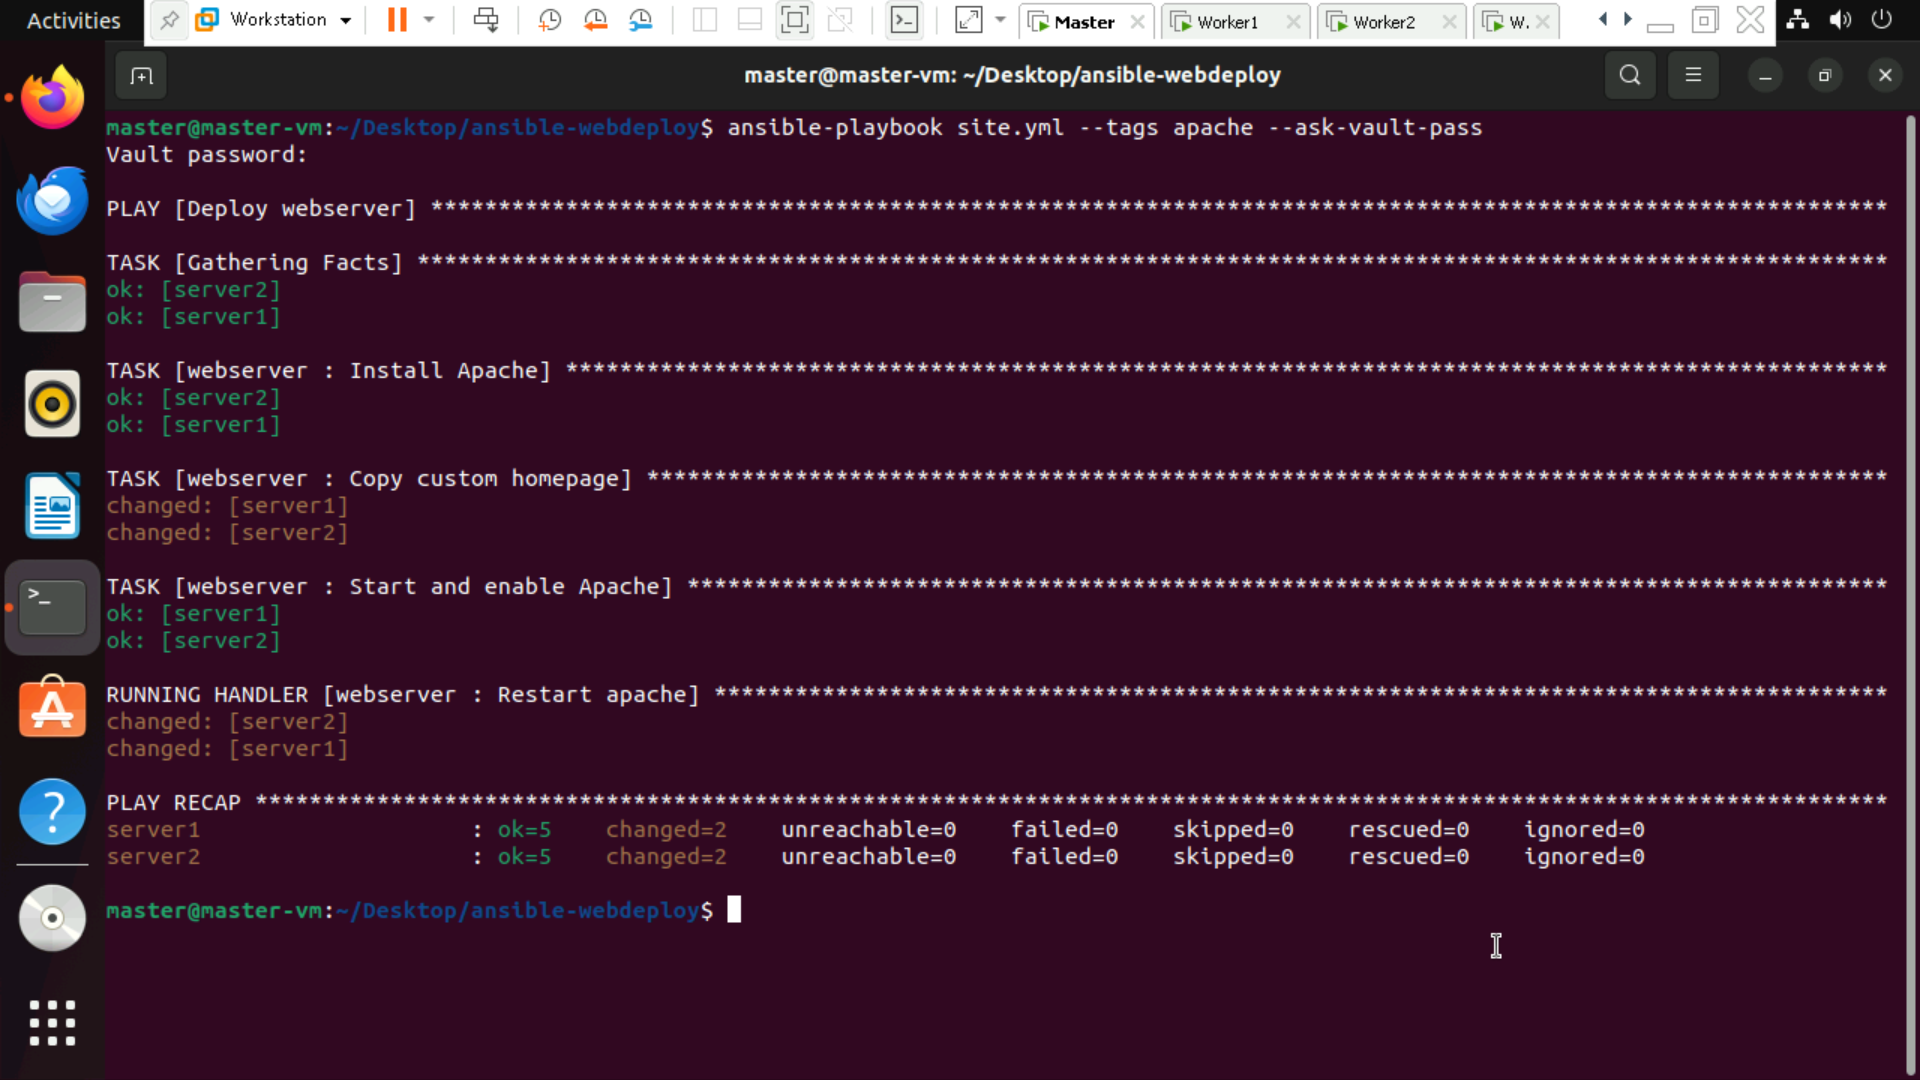 Activities
Workstation
Master
Worker1
Worker2
W.
master@master-vm: ~/Desktop/ansible-webdeploy
master@master-vm:~/Desktop/ansible-webdeploy$ ansible-playbook site.yml --tags apache --ask-vault-pass
Vault password:
PLAY [Deploy webserver] ************************************************************************************************************
TASK [Gathering Facts] *************************************************************************************************************
ok: [server2]
ok: [server1]
TASK [webserver : Install Apache] **************************************************************************************************
ok: [server2]
ok: [server1]
TASK [webserver : Copy custom homepage] ********************************************************************************************
changed: [server1]
changed: [server2]
TASK [webserver : Start and enable Apache] *****************************************************************************************
ok: [server1]
ok: [server2]
RUNNING HANDLER [webserver : Restart apache] ***************************************************************************************
changed: [server2]
changed: [server1]
PLAY RECAP *************************************************************************************************************************
server1 : ok=5 changed=2 unreachable=0 failed=0 skipped=0 rescued=0 ignored=0
server2 : ok=5 changed=2 unreachable=0 failed=0 skipped=0 rescued=0 ignored=0
master@master-vm:~/Desktop/ansible-webdeploy$